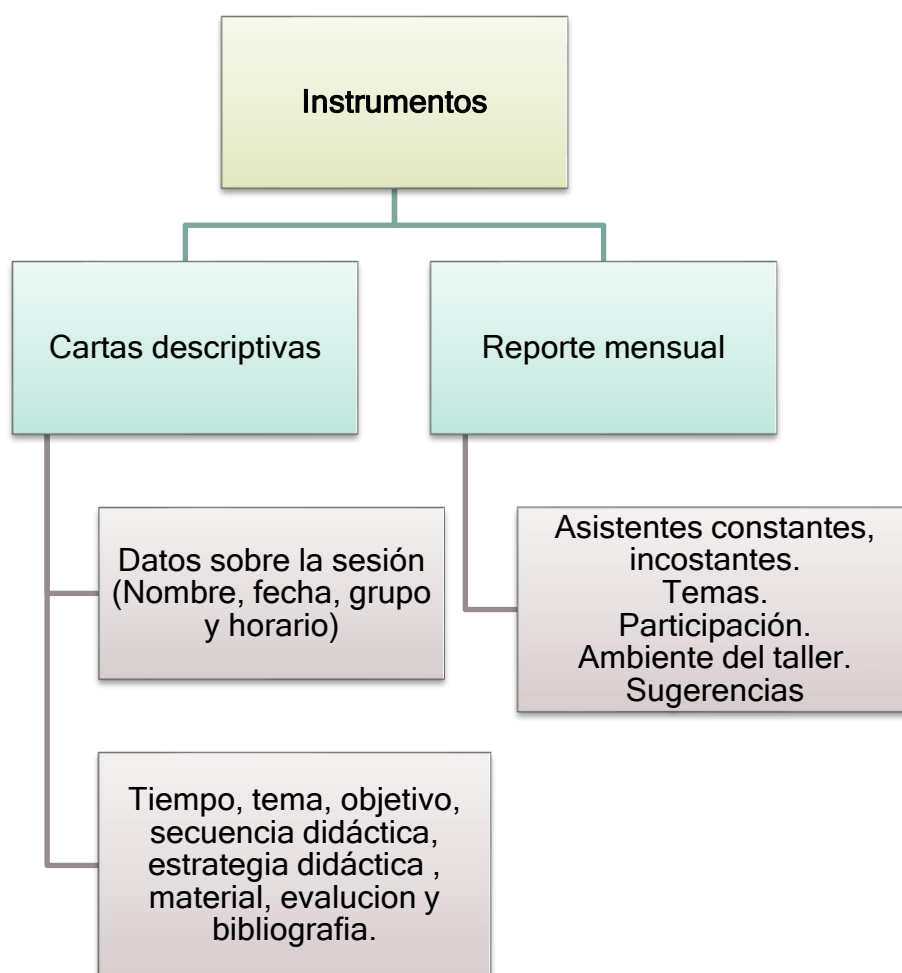 Instrumentos
Cartas descriptivas
Reporte mensual
Datos sobre la sesión
(Nombre, fecha, grupo
y horario)
Asistentes constantes,
incostantes.
Temas.
Participación.
Ambiente del taller.
Sugerencias
Tiempo, tema, objetivo,
secuencia didáctica,
estrategia didáctica ,
material, evalucion y
bibliografia.